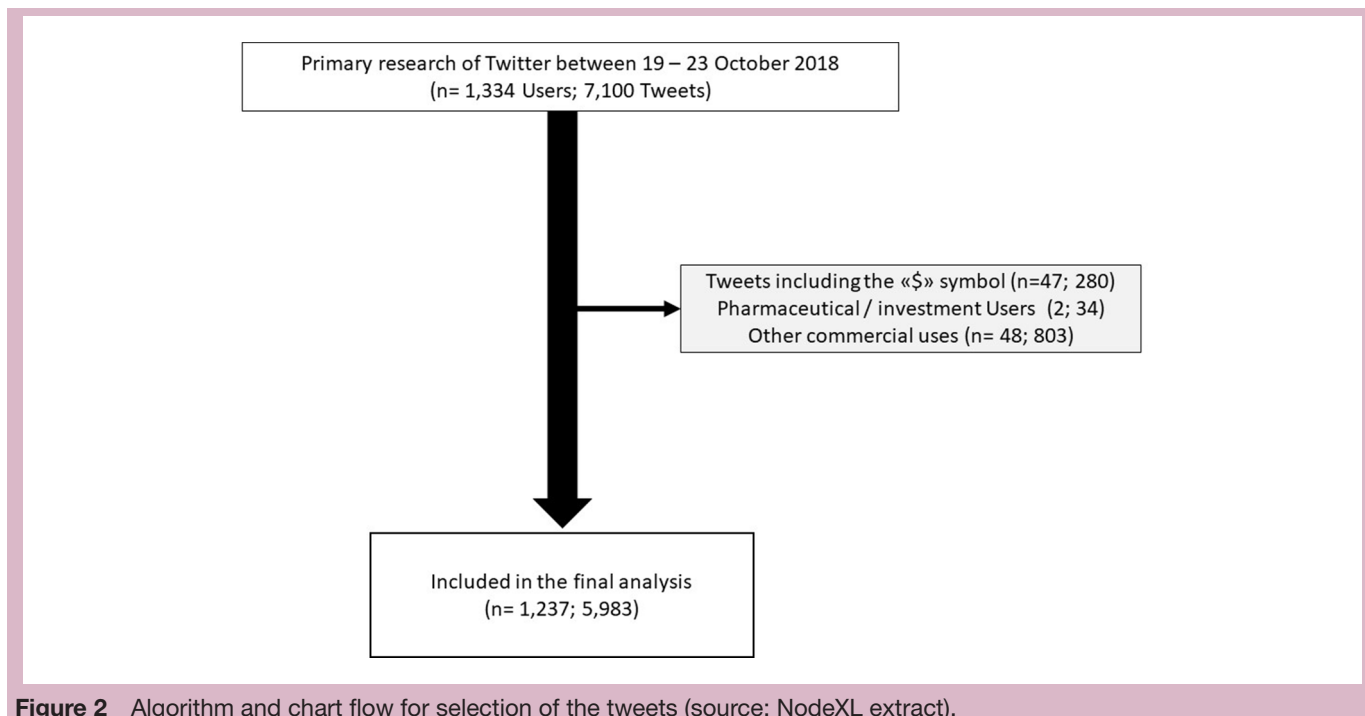 Primary research of Twitter between 19 – 23 October 2018
(n= 1,334 Users; 7,100 Tweets)
Tweets including the «$» symbol (n=47; 280)
Pharmaceutical / investment Users (2; 34)
Other commercial uses (n= 48; 803)
Included in the final analysis
(n= 1,237; 5,983)
Figure 2 Algorithm and chart flow for selection of the tweets (source: NodeXL extract).